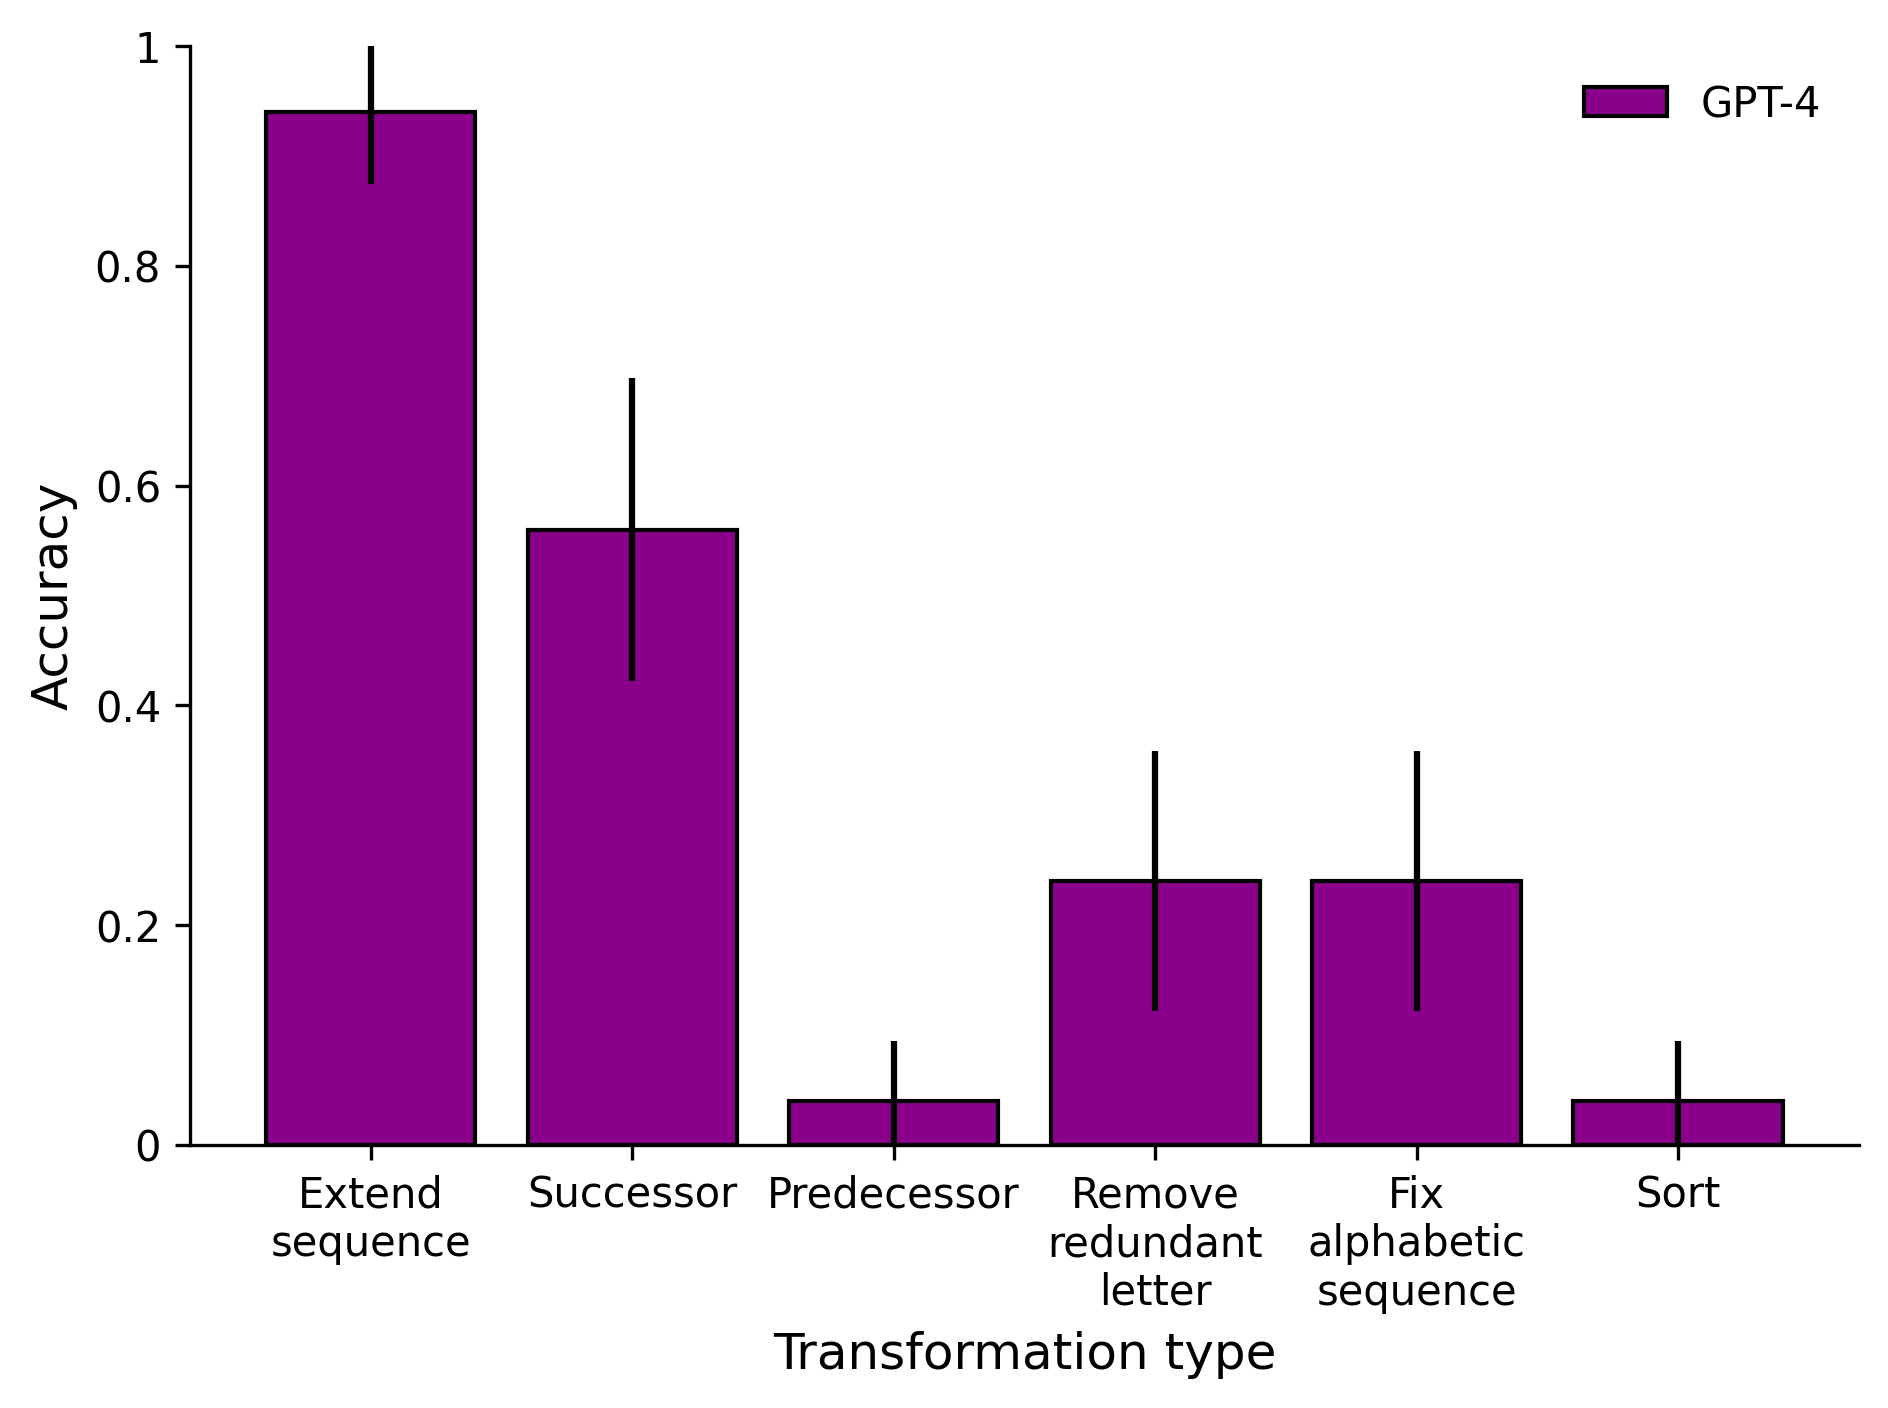 GPT-4
Accuracy
1
0.8
0.6
0.4
0.2
0
Extend
sequence
Successor
Predecessor
Remove
redundant
letter
Fix
alphabetic
sequence
Sort
Transformation type